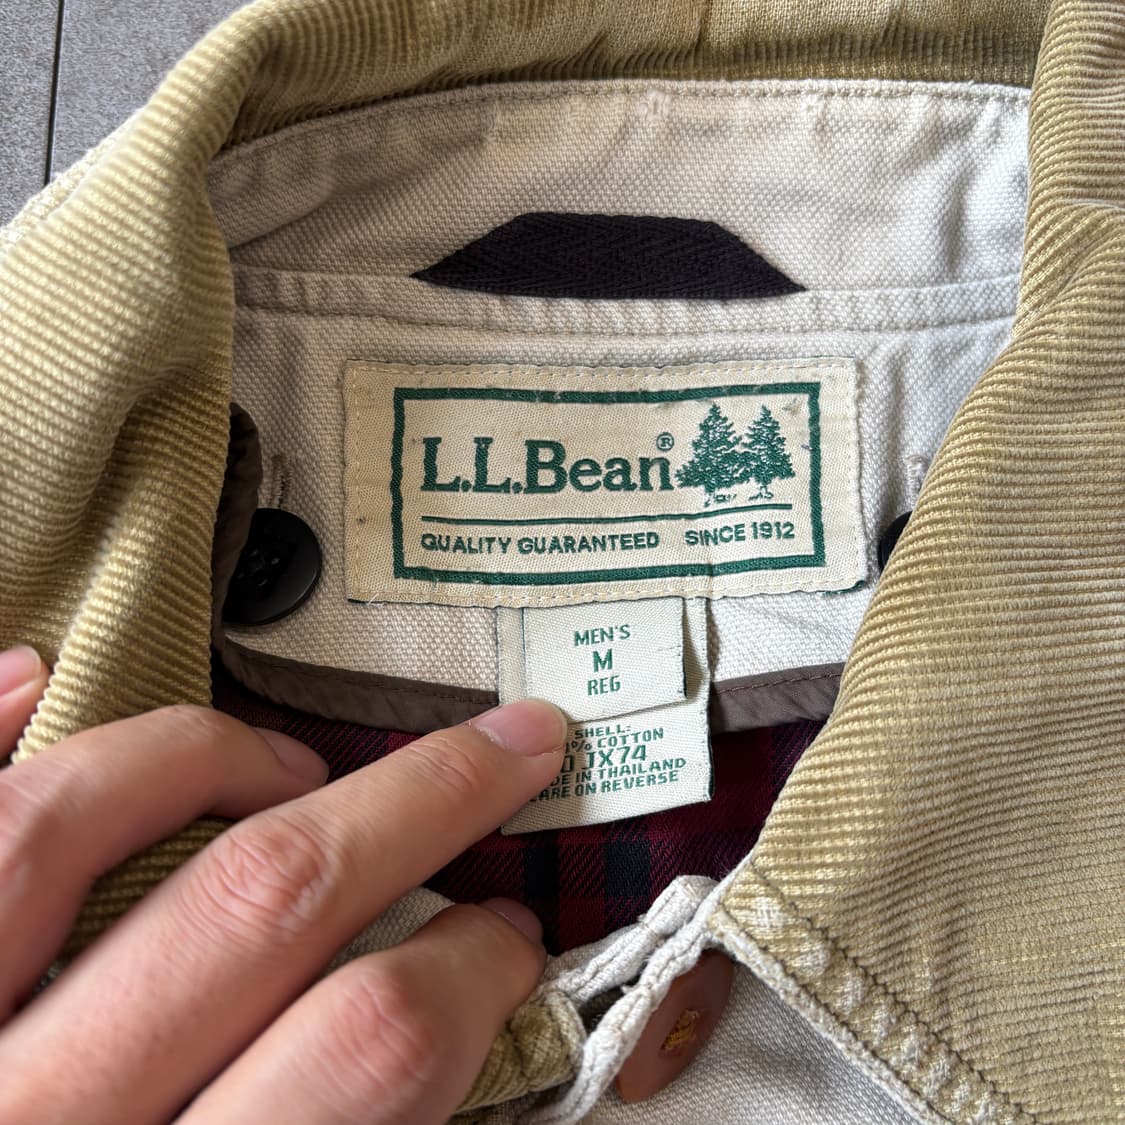 L.L.Bean®
QUALITY GUARANTEED SINCE 1912
MEN'S
M
REG
SHELL:
% COTTON
JX74
IN THAILAND
ON REVERSE